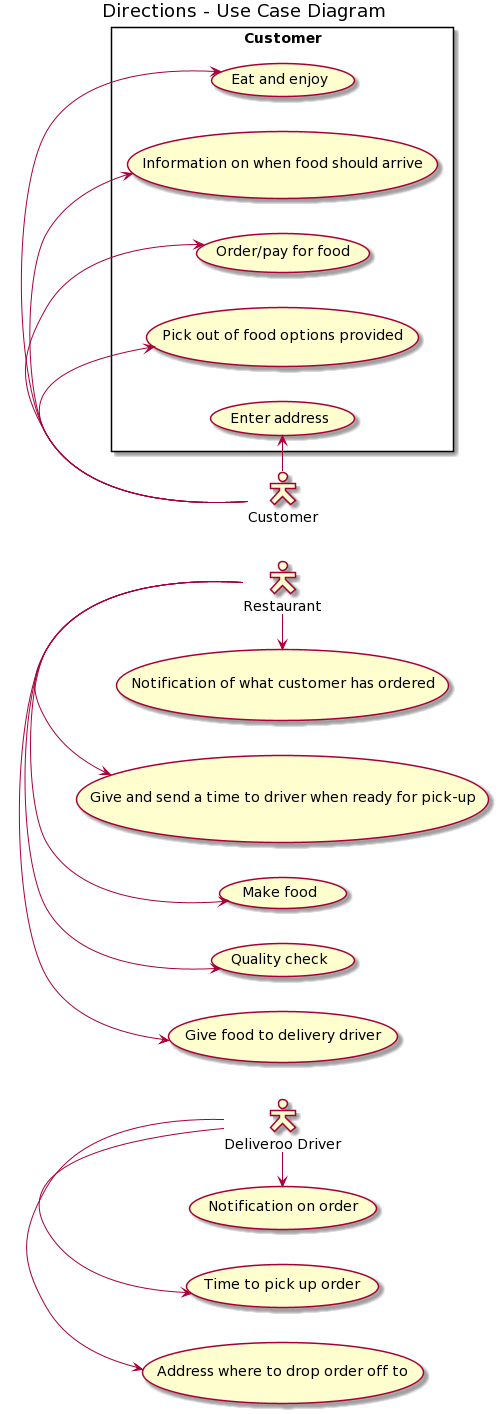 Directions - Use Case Diagram
Customer
Eat and enjoy
Information on when food should arrive
Order/pay for food
Pick out of food options provided
Enter address
Customer
Restaurant
Notification of what customer has ordered
Give and send a time to driver when ready for pick-up
Make food
Quality check
Give food to delivery driver
Deliveroo Driver
Notification on order
Time to pick up order
Address where to drop order off to